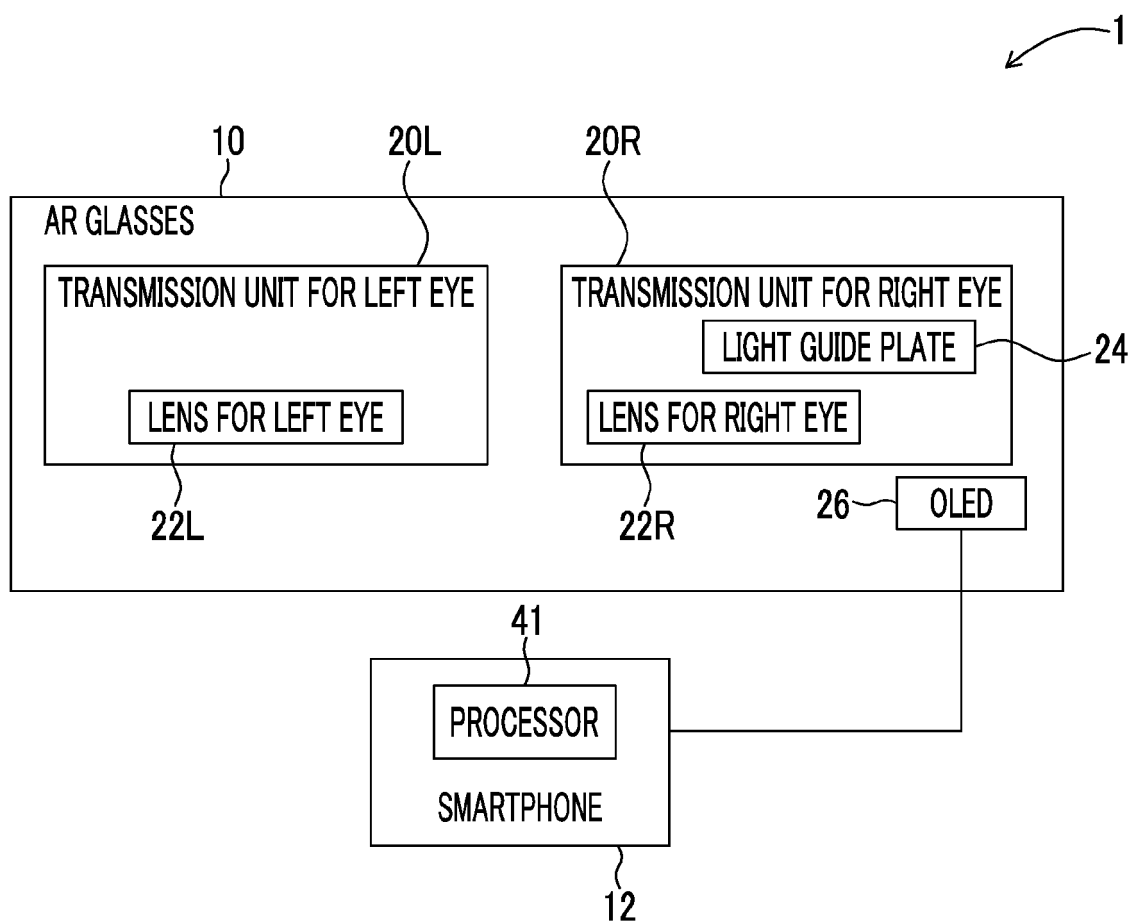 1
10
20L
20R
AR GLASSES
TRANSMISSION UNIT FOR LEFT EYE
TRANSMISSION UNIT FOR RIGHT EYE
LIGHT GUIDE PLATE
24
LENS FOR LEFT EYE
LENS FOR RIGHT EYE
22L
22R
26
OLED
41
PROCESSOR
SMARTPHONE
12